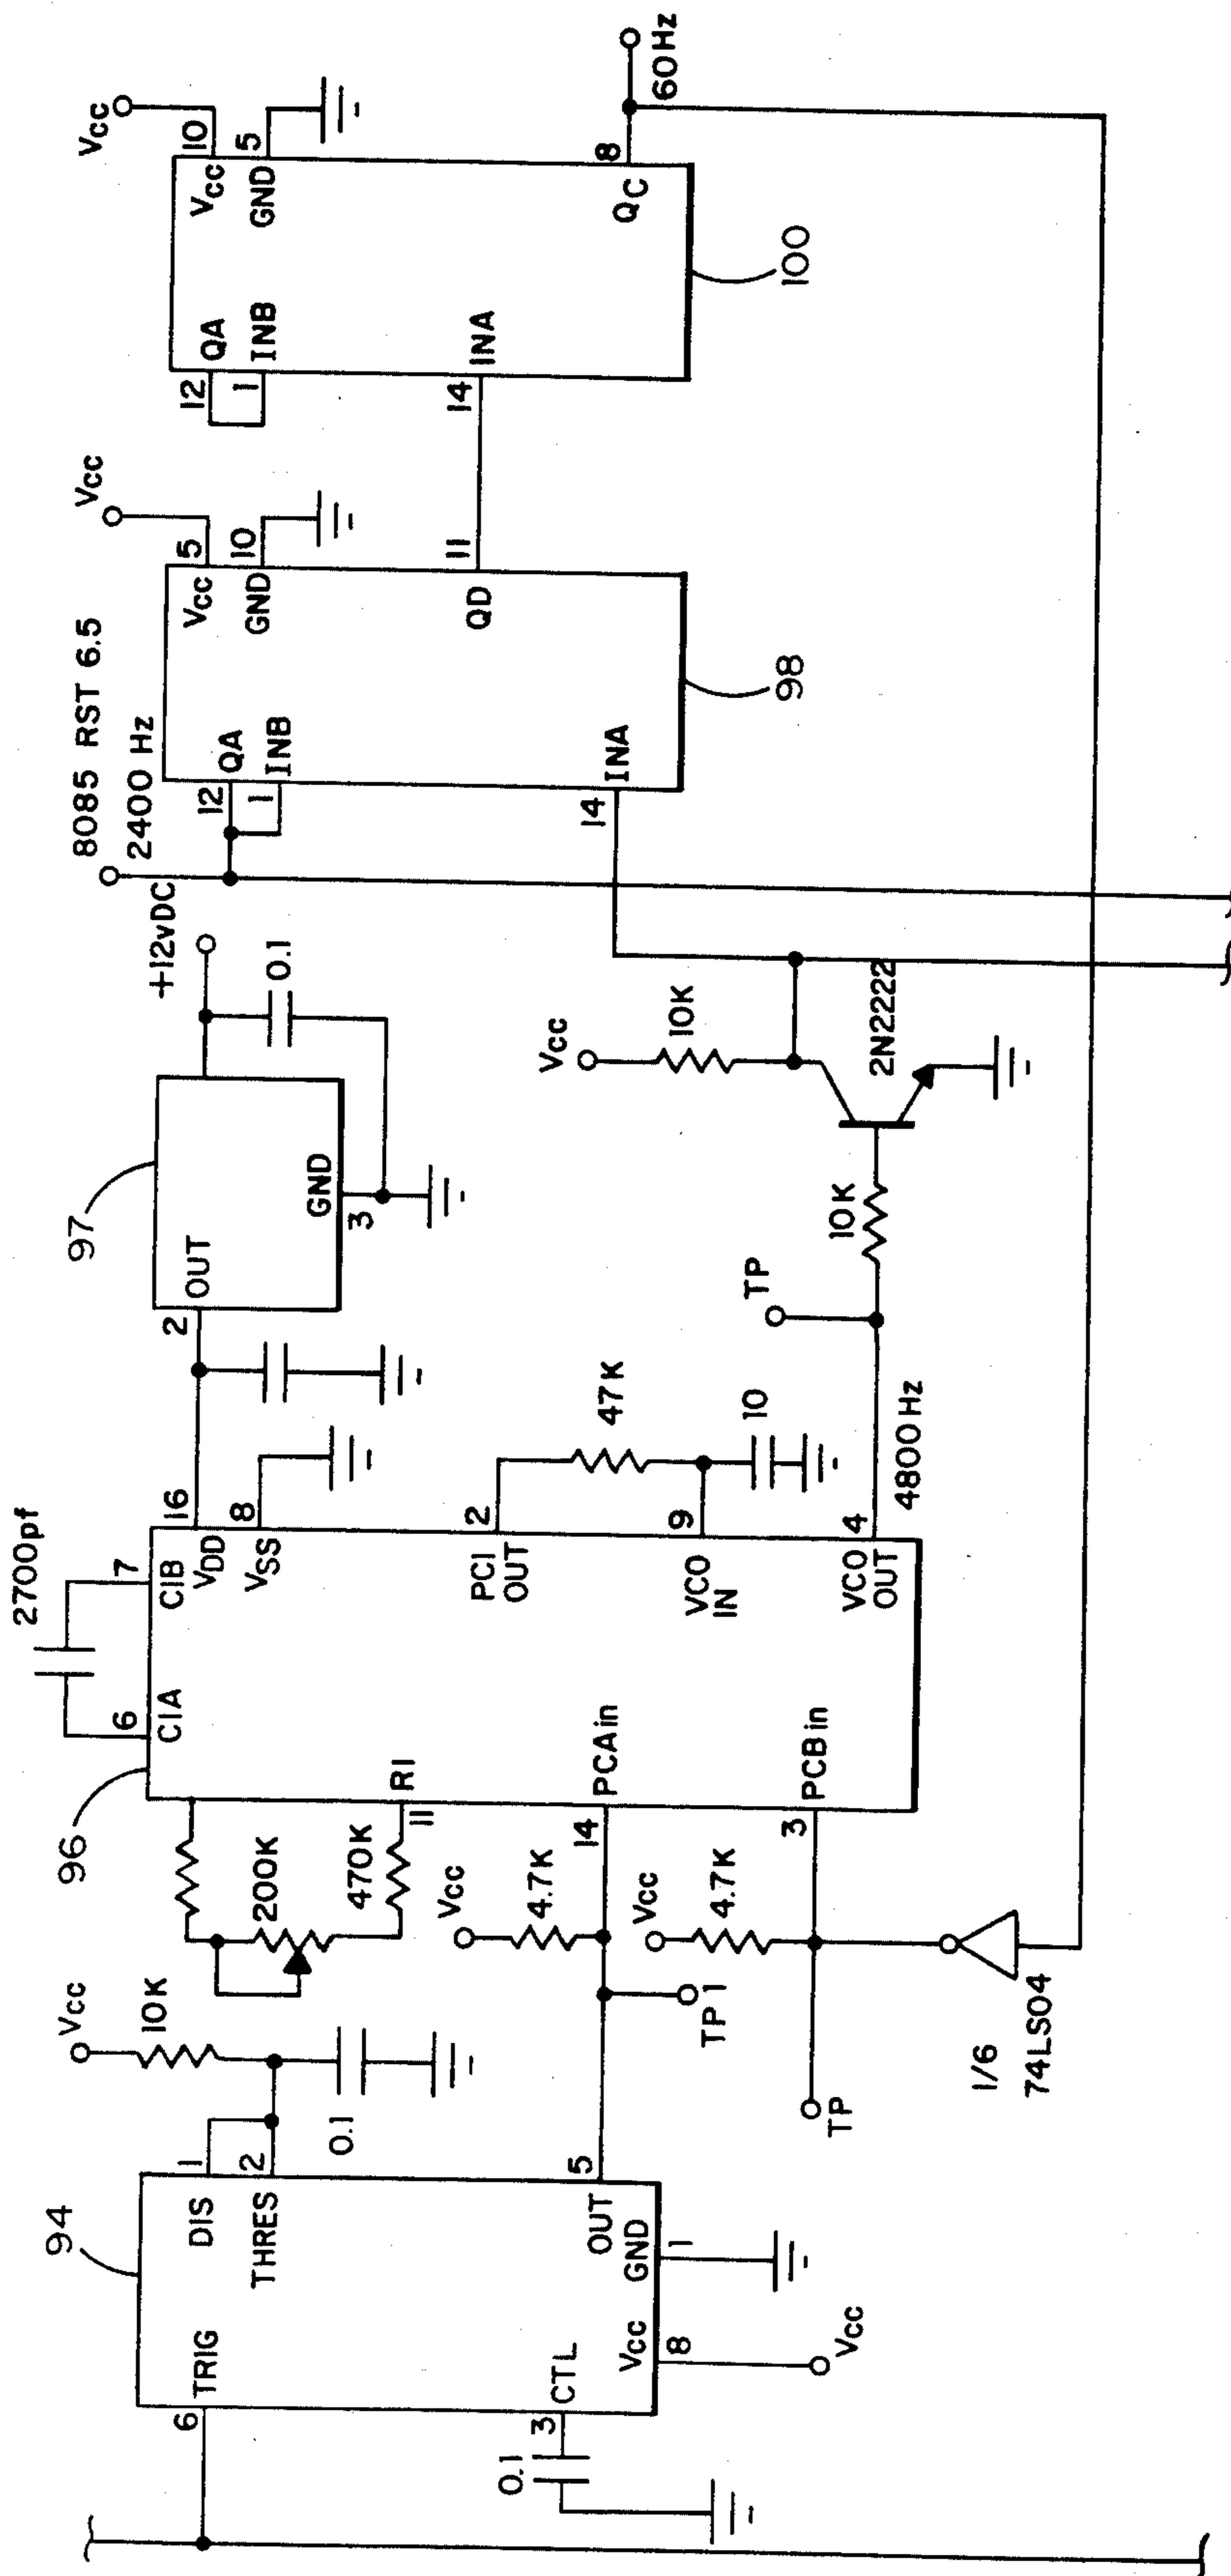 94
TRIG
6
DIS
1
THRES
2
CTL
3
0.1
OUT
5
GND
1
Vcc
8
Vcc
Vcc
10K
0.1
200K
470K
Vcc
4.7K
TP1
Vcc
4.7K
TP
1/6
74LS04
96
2700pf
6
7
C1A
C1B
R1
11
PCAin
14
PCBin
3
VDD
16
VSS
8
PC1
OUT
2
VCO
IN
9
VCO
OUT
4
47K
10
4800Hz
TP
10K
97
OUT
2
GND
3
+12vDC
0.1
Vcc
10K
2N2222
8085 RST 6.5
2400 Hz
QA
12
INB
1
INA
14
Vcc
5
GND
10
QD
11
Vcc
98
QA
12
INB
1
INA
14
Vcc
10
GND
5
QC
8
Vcc
60Hz
100